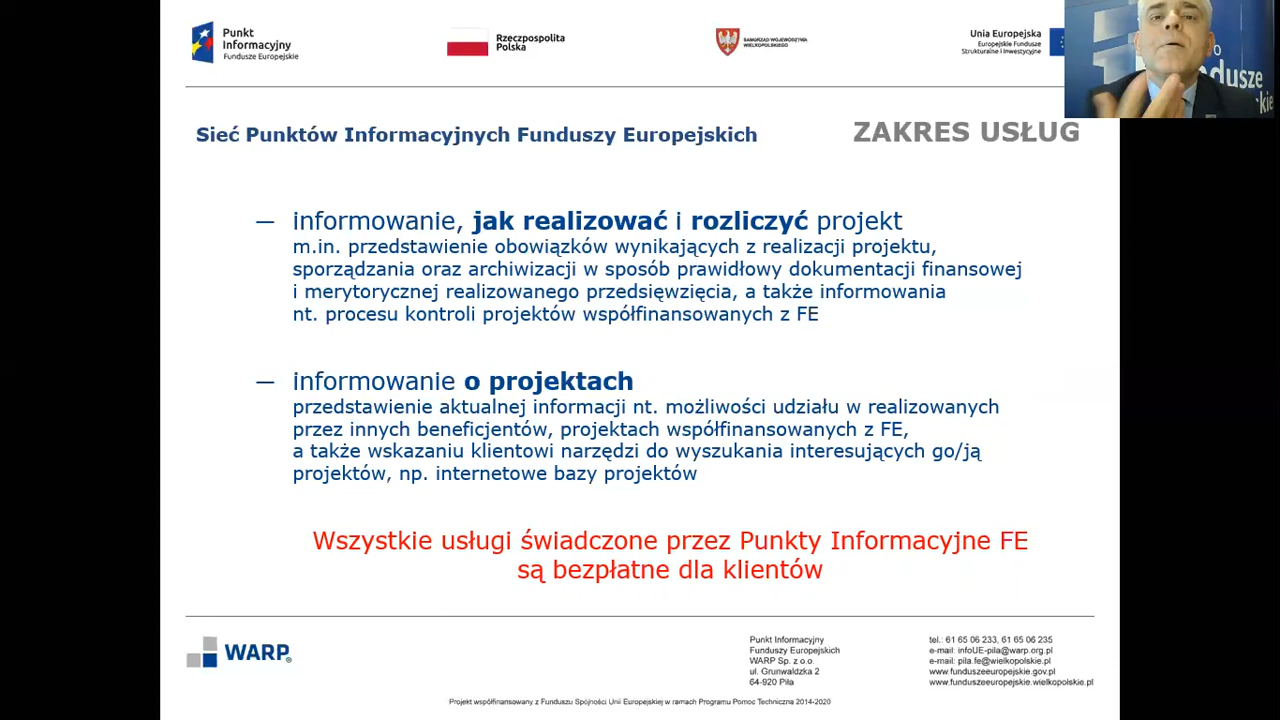 Punkt
Informacyjny
Fundusze Europejskie
Rzeczpospolita
Polska
SAMORZĄD WOJEWÓDZTWA
WIELKOPOLSKIEGO
Unia Europejska
Europejskie Fundusze
Strukturalne i Inwestycyjne
Sieć Punktów Informacyjnych Funduszy Europejskich
ZAKRES USŁUG
— informowanie, jak realizować i rozliczyć projekt
m.in. przedstawienie obowiązków wynikających z realizacji projektu,
sporządzania oraz archiwizacji w sposób prawidłowy dokumentacji finansowej
i merytorycznej realizowanego przedsięwzięcia, a także informowania
nt. procesu kontroli projektów współfinansowanych z FE
— informowanie o projektach
przedstawienie aktualnej informacji nt. możliwości udziału w realizowanych
przez innych beneficjentów, projektach współfinansowanych z FE,
a także wskazaniu klientowi narzędzi do wyszukania interesujących go/ją
projektów, np. internetowe bazy projektów
Wszystkie usługi świadczone przez Punkty Informacyjne FE
są bezpłatne dla klientów
WARP
Punkt Informacyjny
Funduszy Europejskich
WARP Sp. z o.o.
ul. Grunwaldzka 2
64-920 Piła
tel.: 61 65 06 233, 61 65 06 235
e-mail: infoUE-pila@warp.org.pl
e-mail: pila.fe@wielkopolskie.pl
www.funduszeeuropejskie.gov.pl
www.funduszeeuropejskie.wielkopolskie.pl
Projekt współfinansowany z Funduszu Spójności Unii Europejskiej w ramach Programu Pomoc Techniczna 2014-2020